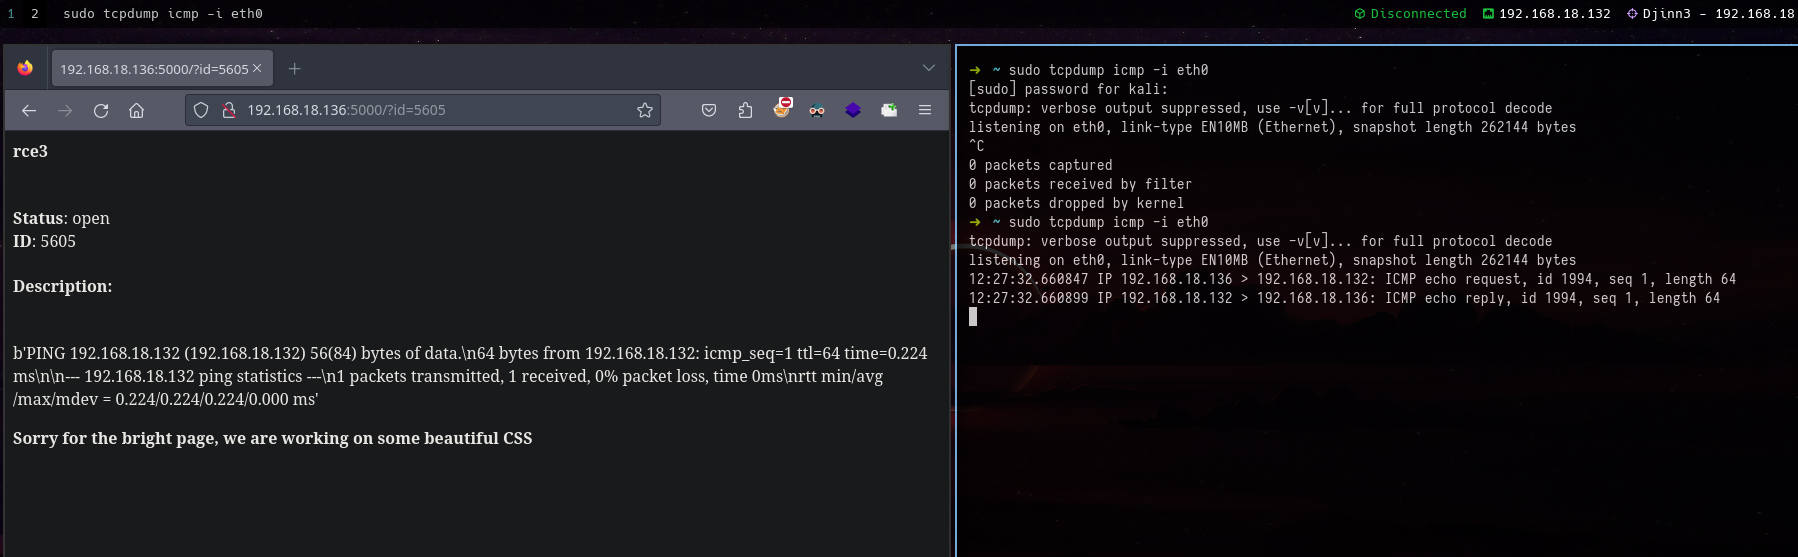 1 2 sudo tcpdump icmp -i eth0
Disconnected 192.168.18.132 Djinn3 - 192.168.18
192.168.18.136:5000/?id=5605
192.168.18.136:5000/?id=5605
rce3
Status: open
ID: 5605
Description:
b'PING 192.168.18.132 (192.168.18.132) 56(84) bytes of data.\n64 bytes from 192.168.18.132: icmp_seq=1 ttl=64 time=0.224
ms\n\n--- 192.168.18.132 ping statistics ---\n1 packets transmitted, 1 received, 0% packet loss, time 0ms\nrtt min/avg
/max/mdev = 0.224/0.224/0.224/0.000 ms'
Sorry for the bright page, we are working on some beautiful CSS
➜ ~ sudo tcpdump icmp -i eth0
[sudo] password for kali:
tcpdump: verbose output suppressed, use -v[v]... for full protocol decode
listening on eth0, link-type EN10MB (Ethernet), snapshot length 262144 bytes
^C
0 packets captured
0 packets received by filter
0 packets dropped by kernel
➜ ~ sudo tcpdump icmp -i eth0
tcpdump: verbose output suppressed, use -v[v]... for full protocol decode
listening on eth0, link-type EN10MB (Ethernet), snapshot length 262144 bytes
12:27:32.660847 IP 192.168.18.136 > 192.168.18.132: ICMP echo request, id 1994, seq 1, length 64
12:27:32.660899 IP 192.168.18.132 > 192.168.18.136: ICMP echo reply, id 1994, seq 1, length 64